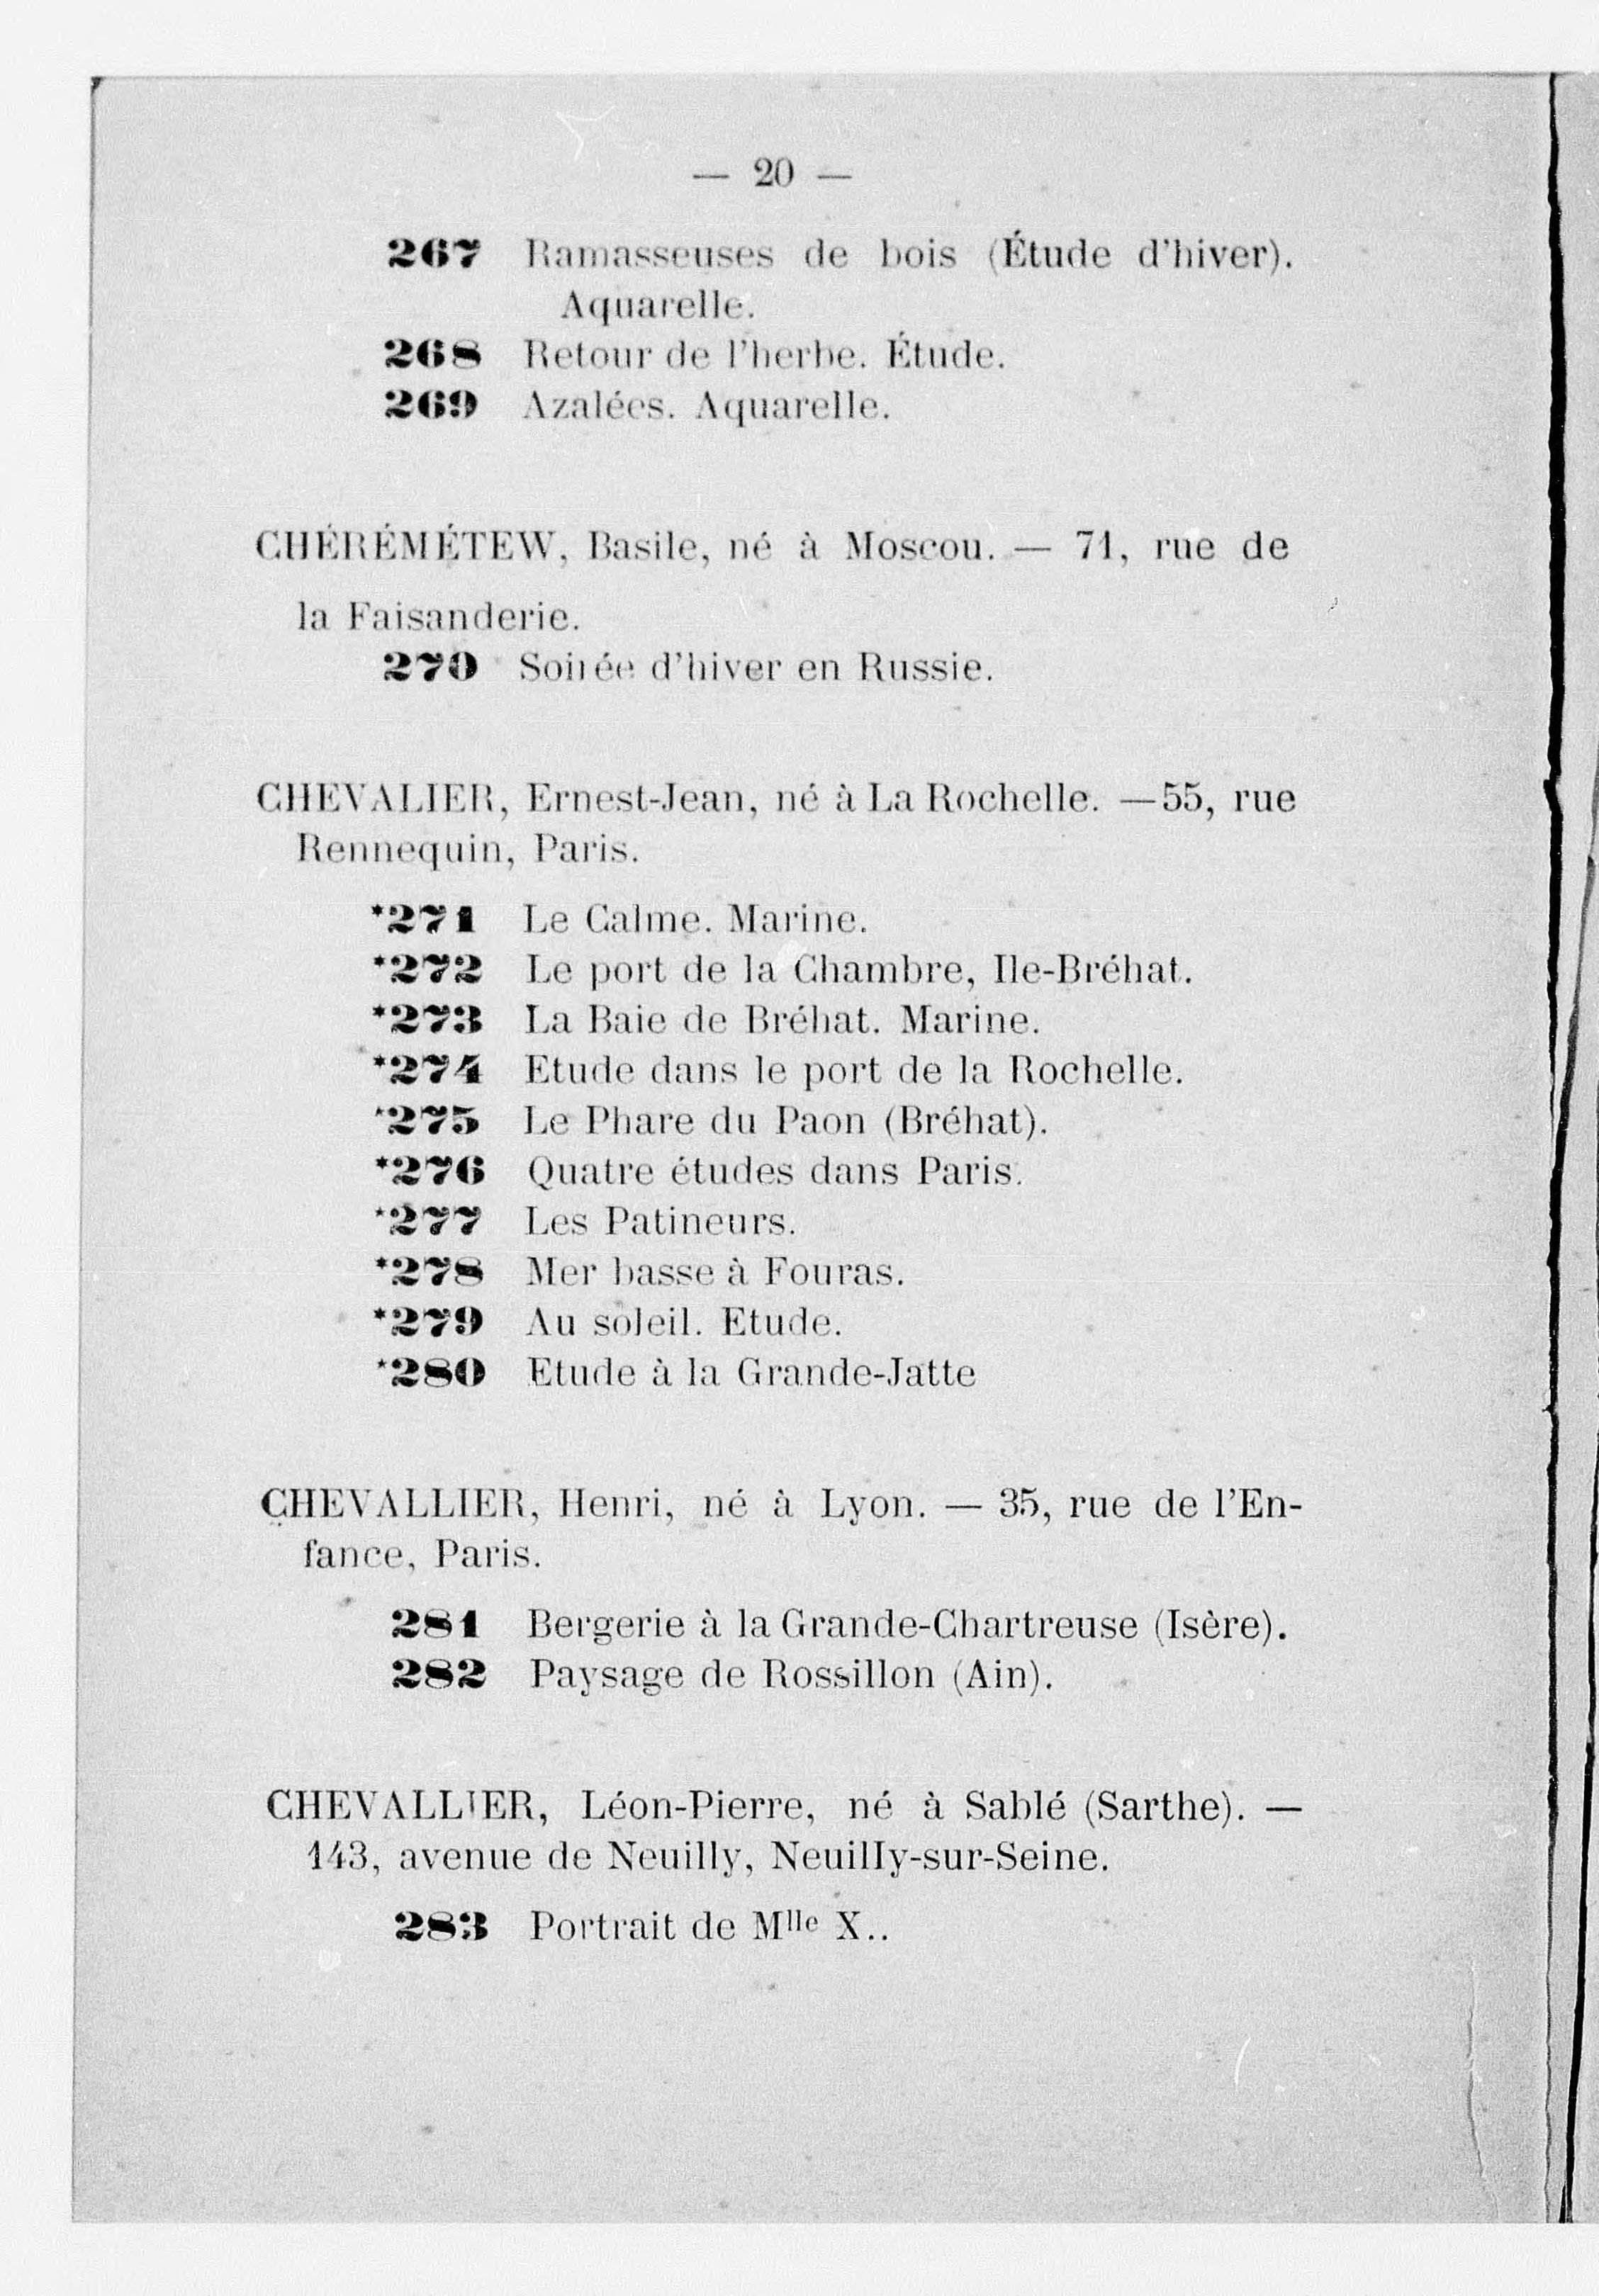 — 20 —
267 Ramasseuses de bois (Étude d'hiver).
Aquarelle.
268 Retour de l'herbe. Étude.
269 Azalées. Aquarelle.
CHÉRÉMÉTEW, Basile, né à Moscou. — 71, rue de
la Faisanderie.
270 Soirée d'hiver en Russie.
CHEVALIER, Ernest-Jean, né à La Rochelle. — 55, rue
Rennequin, Paris.
*271 Le Calme. Marine.
*272 Le port de la Chambre, Ile-Bréhat.
*273 La Baie de Bréhat. Marine.
*274 Etude dans le port de la Rochelle.
*275 Le Phare du Paon (Bréhat).
*276 Quatre études dans Paris.
*277 Les Patineurs.
*278 Mer basse à Fouras.
*279 Au soleil. Etude.
*280 Etude à la Grande-Jatte
CHEVALLIER, Henri, né à Lyon. — 35, rue de l'En-
fance, Paris.
281 Bergerie à la Grande-Chartreuse (Isère).
282 Paysage de Rossillon (Ain).
CHEVALLIER, Léon-Pierre, né à Sablé (Sarthe). —
143, avenue de Neuilly, Neuilly-sur-Seine.
283 Portrait de Mlle X..